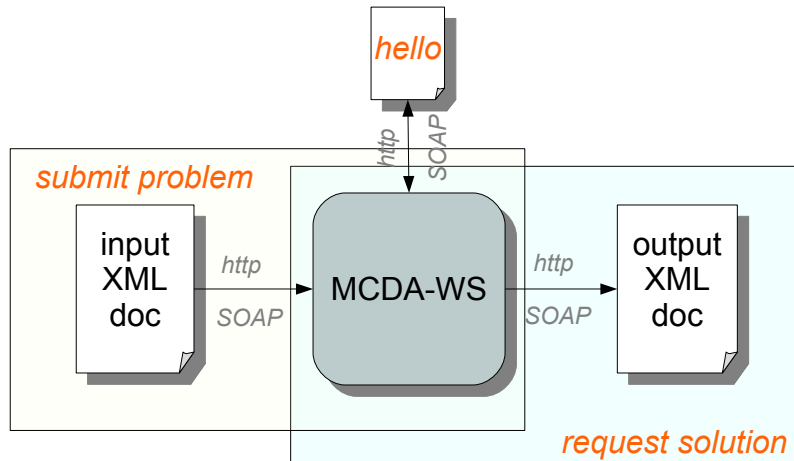 hello
http
SOAP
submit problem
input
XML
doc
http
SOAP
MCDA-WS
http
SOAP
output
XML
doc
request solution